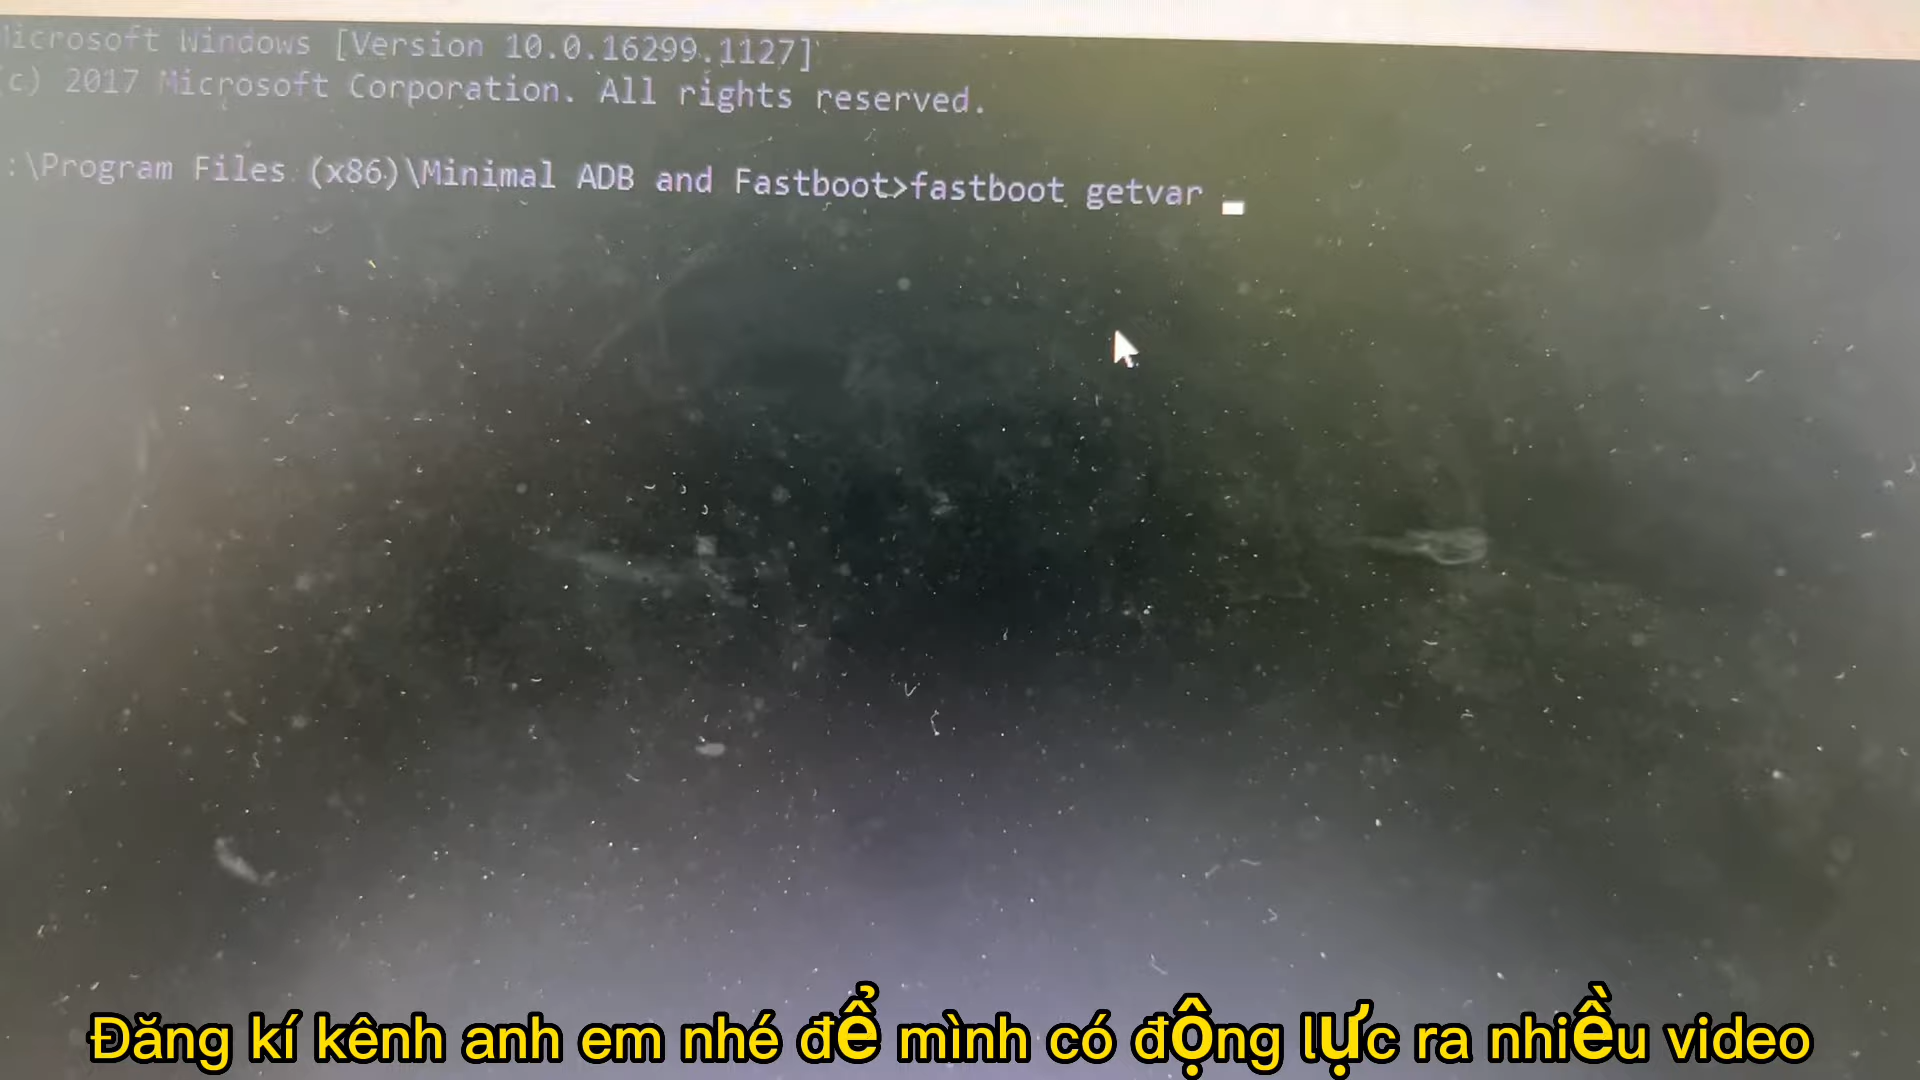 Microsoft Windows [Version 10.0.16299.1127]
(c) 2017 Microsoft Corporation. All rights reserved.
:\Program Files (x86)\Minimal ADB and Fastboot>fastboot getvar
Đăng kí kênh anh em nhé để mình có động lực ra nhiều video